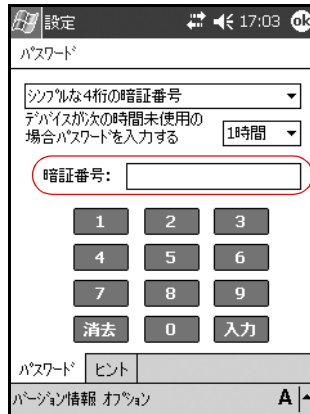 設定 17:03 ok
ﾊﾟｽﾜｰﾄﾞ
ｼﾝﾌﾟﾙな4桁の暗証番号
ﾃﾞﾊﾞｲｽが次の時間未使用の
場合ﾊﾟｽﾜｰﾄﾞを入力する
1時間
暗証番号:
1 2 3
4 5 6
7 8 9
消去 0 入力
ﾊﾟｽﾜｰﾄﾞ ﾋﾝﾄ
ﾊﾞｰｼﾞｮﾝ情報 ｵﾌﾟｼｮﾝ A